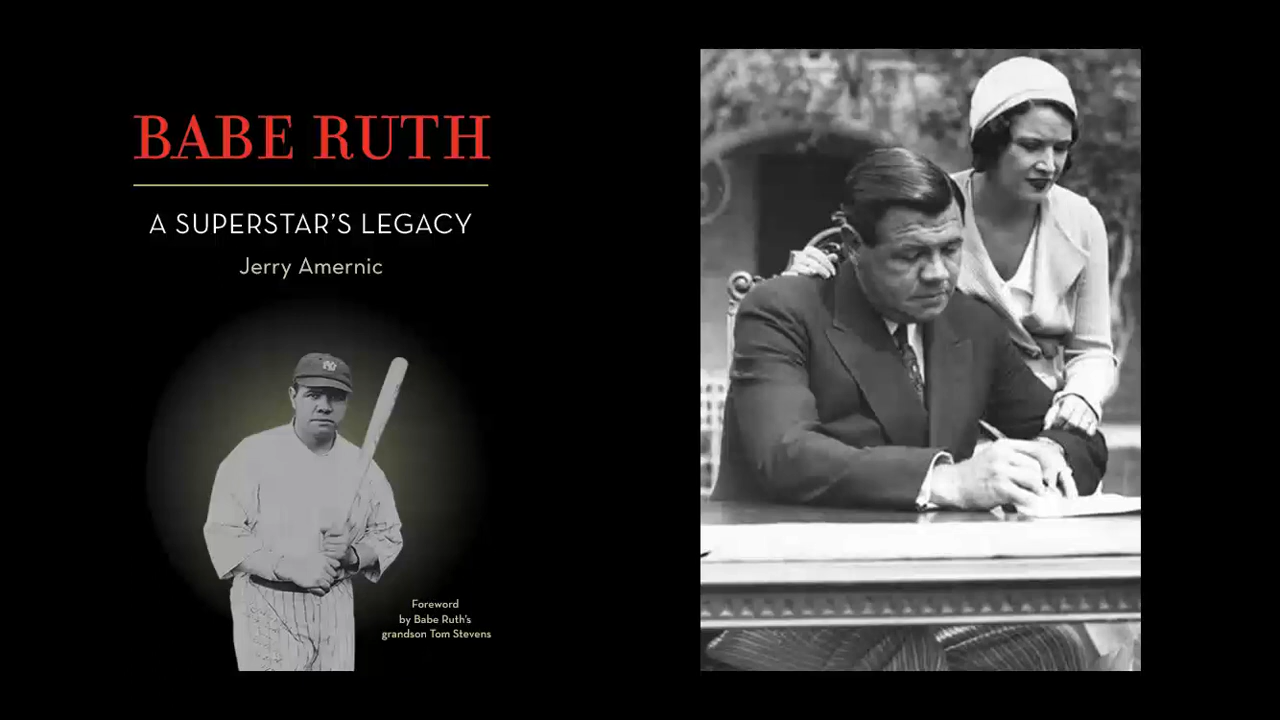 BABE RUTH
A SUPERSTAR'S LEGACY
Jerry Amernic
Foreword
by Babe Ruth's
grandson Tom Stevens